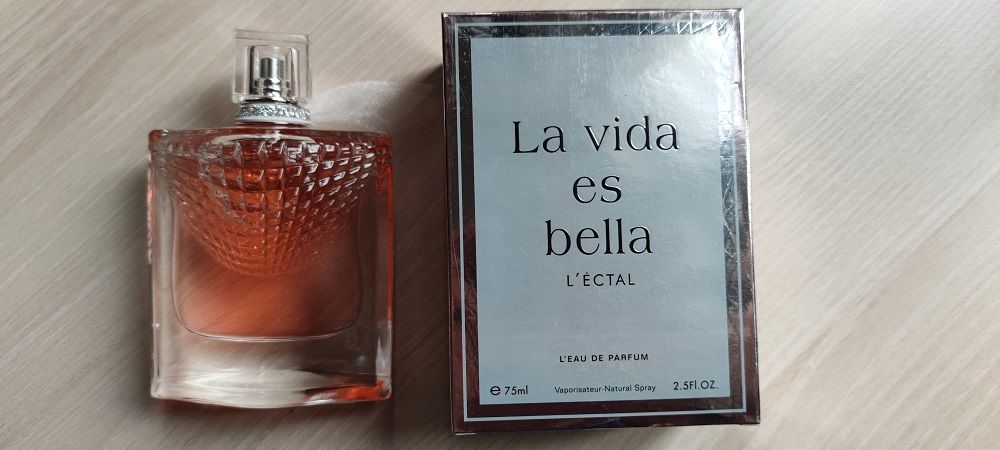 La vida
es
bella
L'ÉCTAL
L'EAU DE PARFUM
℮ 75ml Vaporisateur-Natural Spray 2.5Fl.OZ.